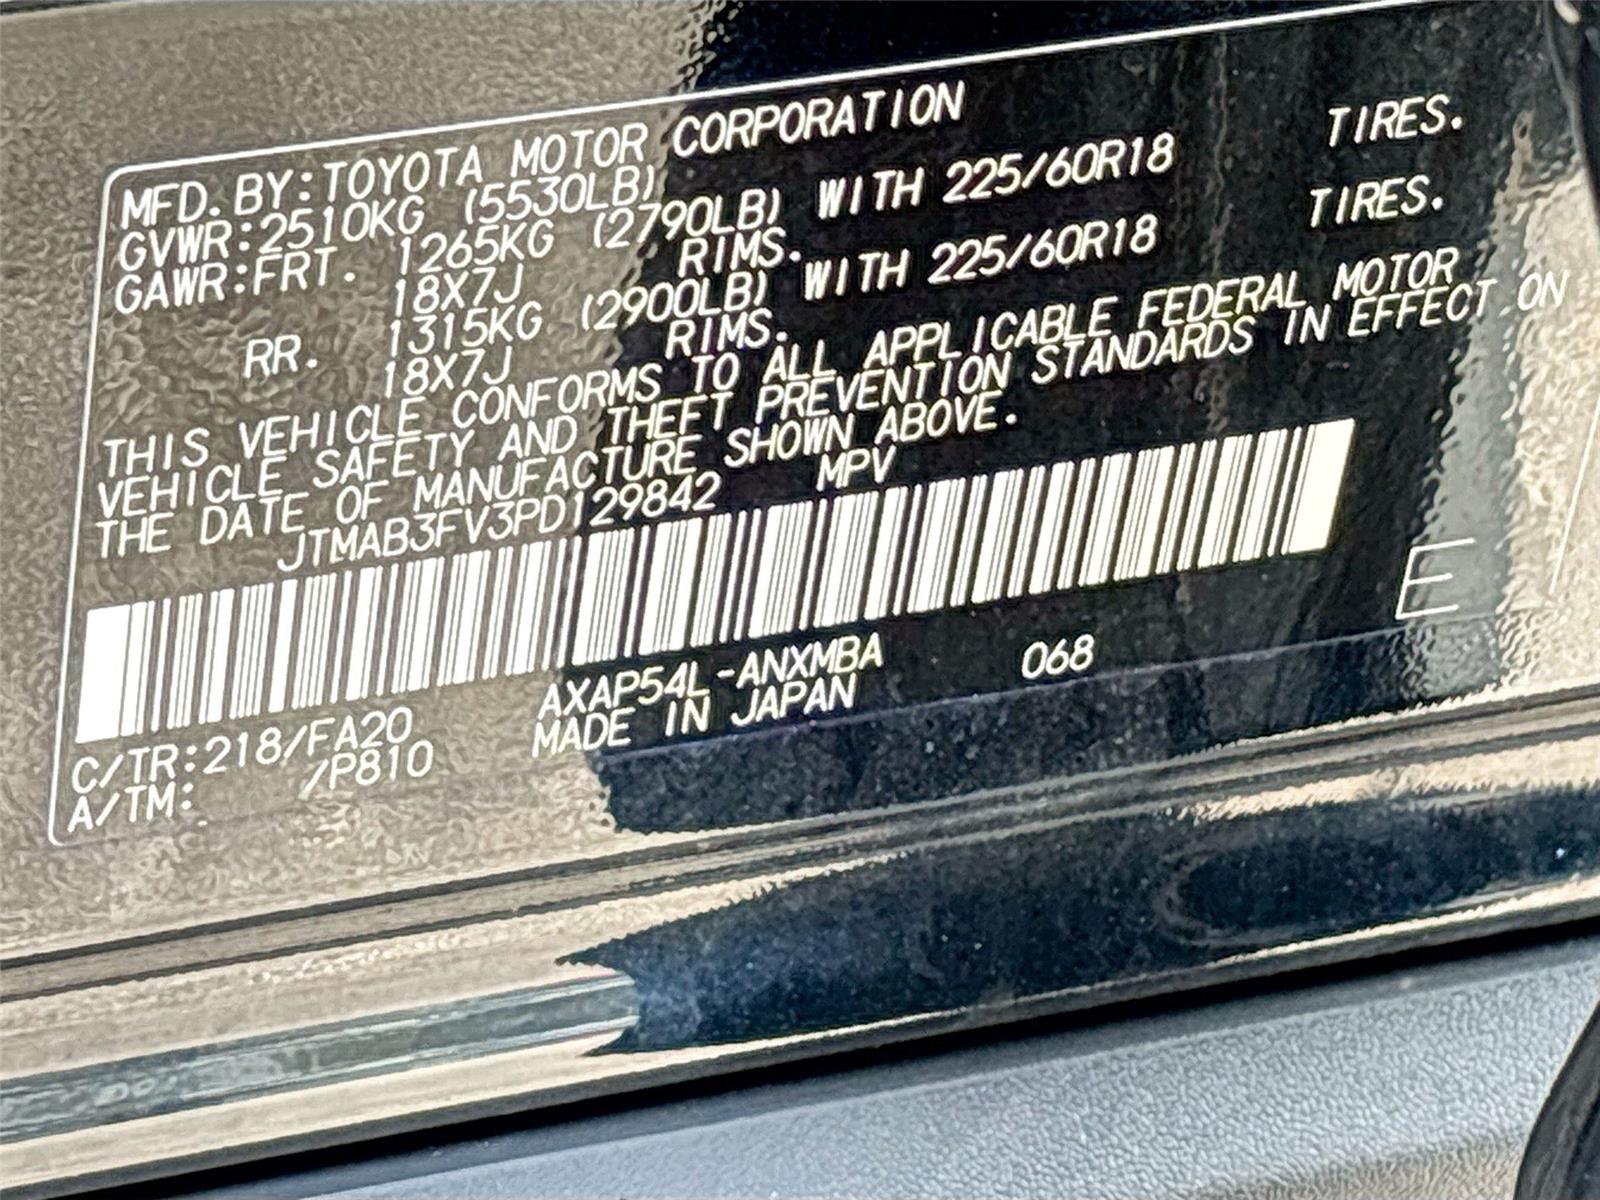 MFD. BY: TOYOTA MOTOR CORPORATION
GVWR: 2510KG (5530LB)
GAWR: FRT. 1265KG (2790LB) WITH 225/60R18 TIRES.
18X7J RIMS.
RR. 1315KG (2900LB) WITH 225/60R18 TIRES.
18X7J RIMS.
THIS VEHICLE CONFORMS TO ALL APPLICABLE FEDERAL MOTOR
VEHICLE SAFETY AND THEFT PREVENTION STANDARDS IN EFFECT ON
THE DATE OF MANUFACTURE SHOWN ABOVE.
JTMAB3FV3PD129842 MPV
E
C/TR: 218/FA20 AXAP54L-ANXMBA 068
A/TM: /P810 MADE IN JAPAN